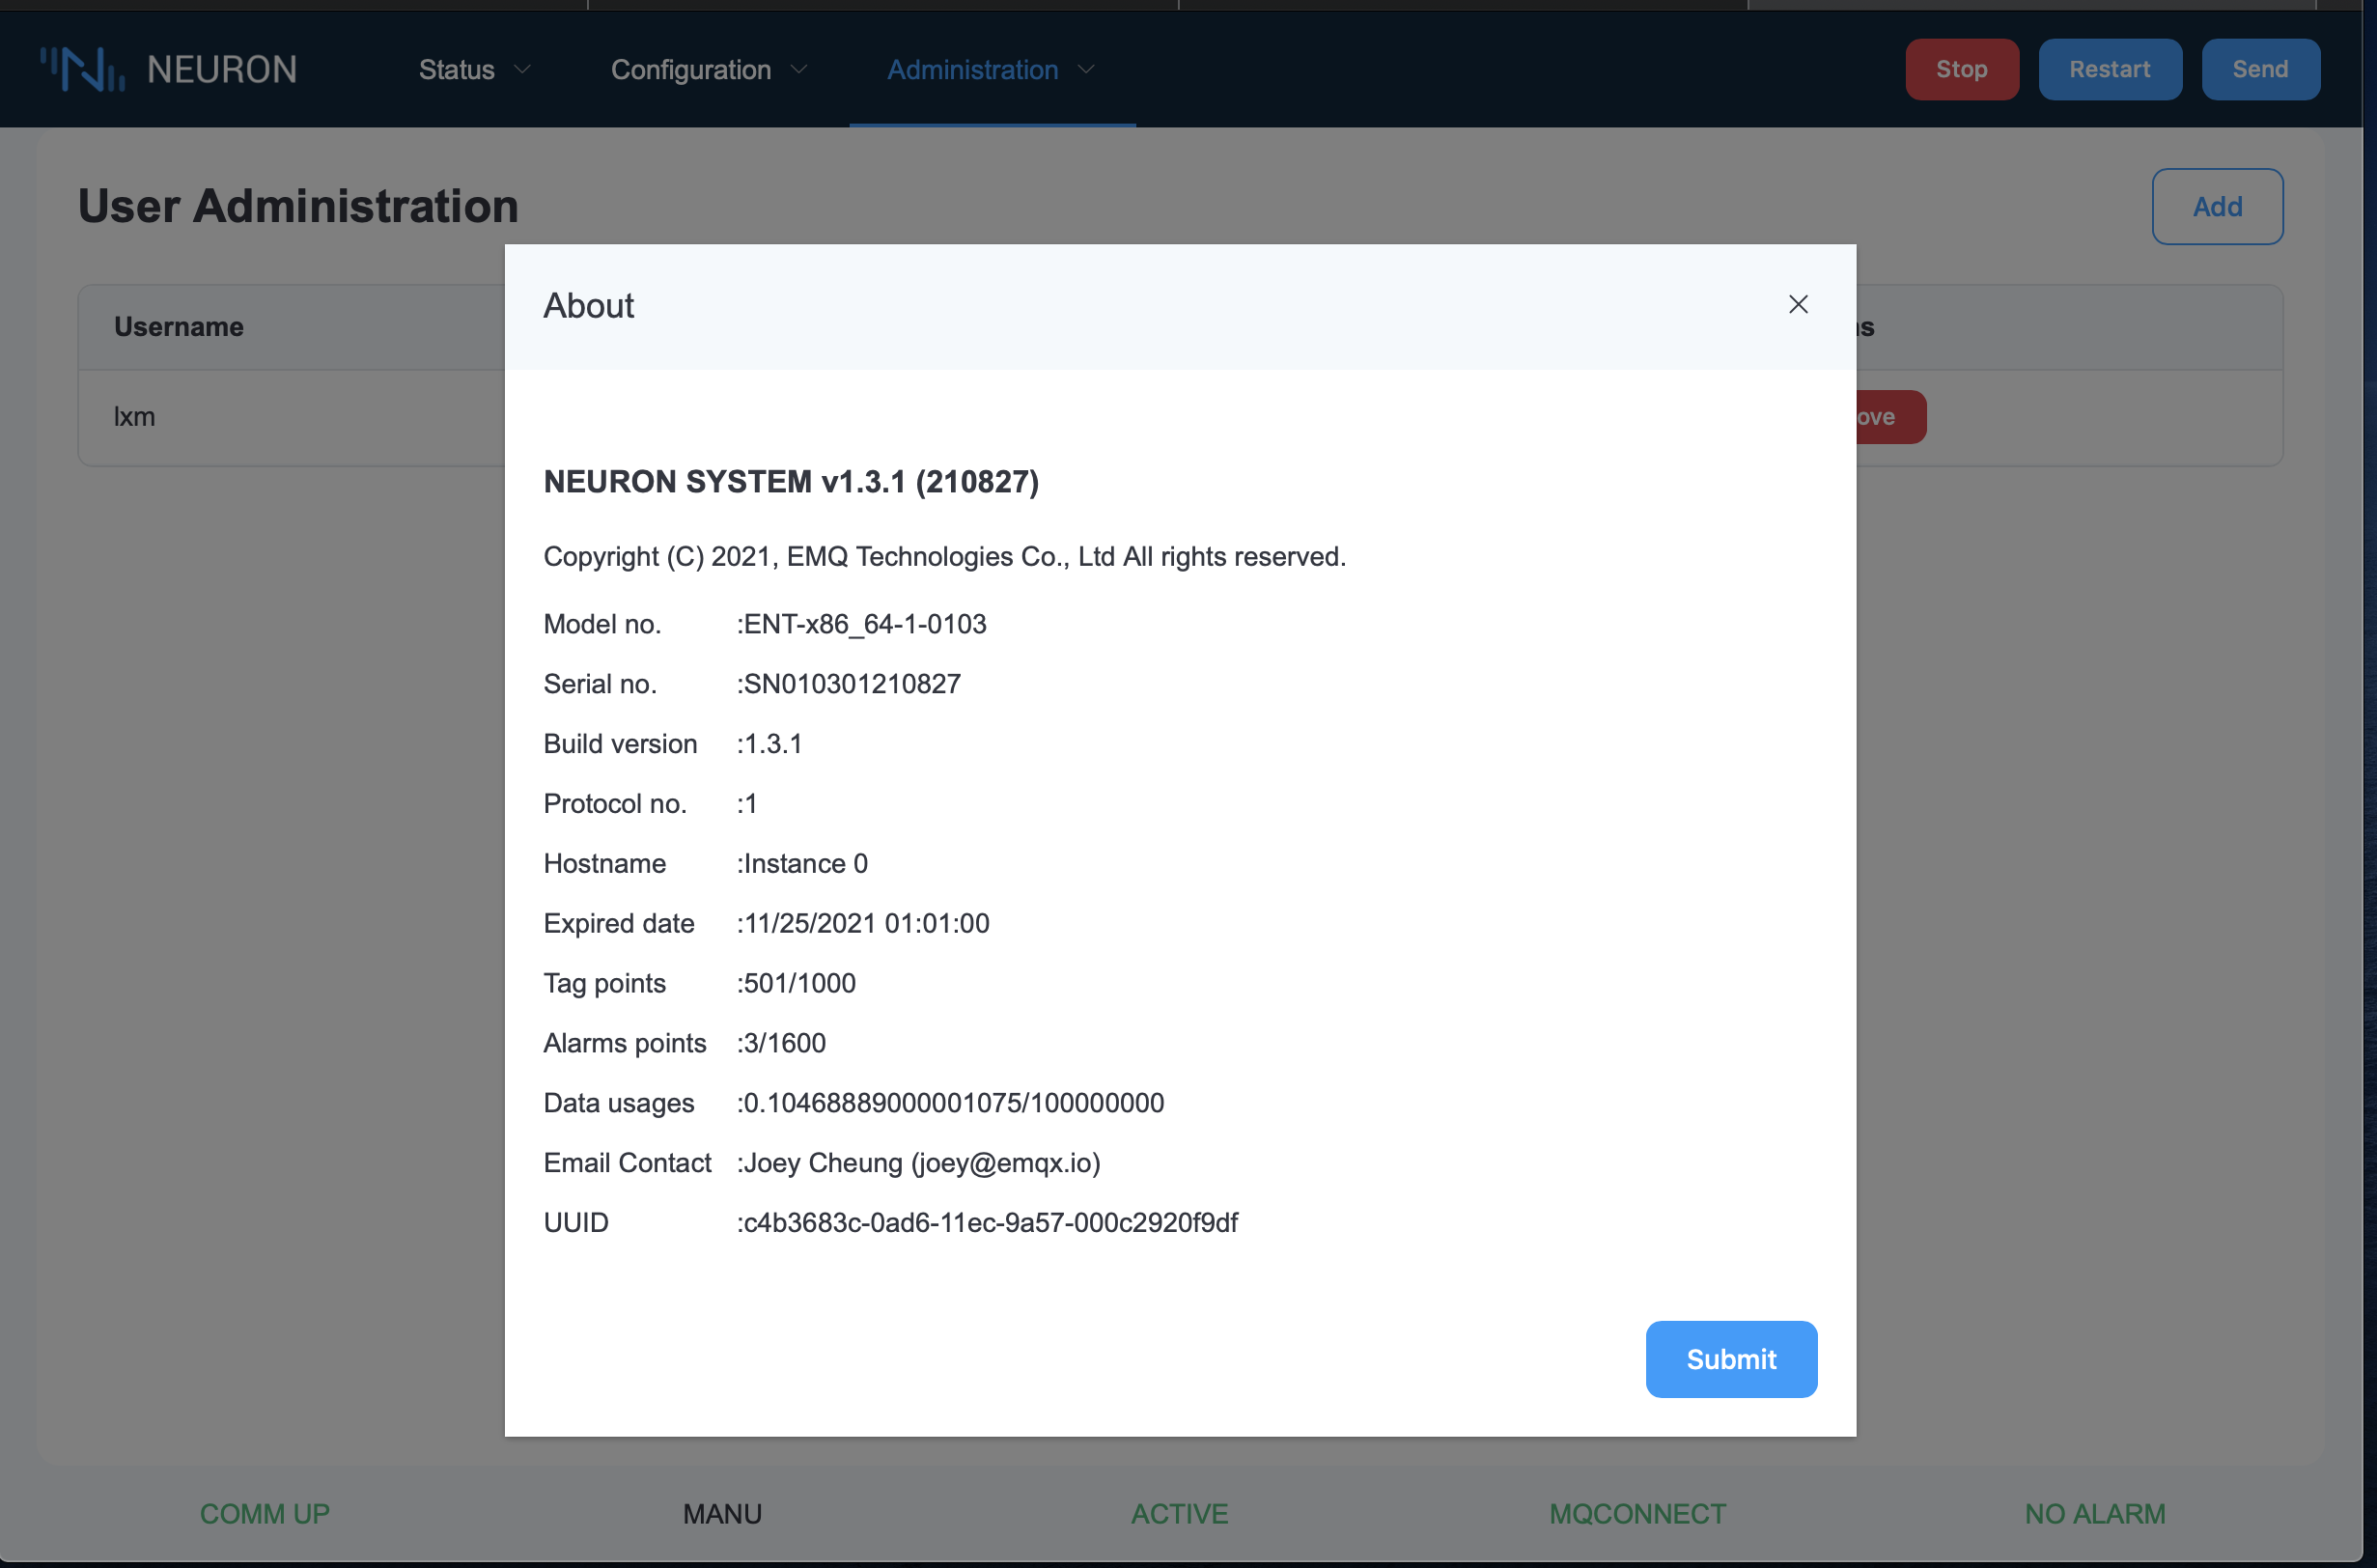 NEURON
Status
Configuration
Administration
Stop
Restart
Send
User Administration
Add
Username
lxm
About
NEURON SYSTEM v1.3.1 (210827)
Copyright (C) 2021, EMQ Technologies Co., Ltd All rights reserved.
Model no. :ENT-x86_64-1-0103
Serial no. :SN010301210827
Build version :1.3.1
Protocol no. :1
Hostname :Instance 0
Expired date :11/25/2021 01:01:00
Tag points :501/1000
Alarms points :3/1600
Data usages :0.10468889000001075/100000000
Email Contact :Joey Cheung (joey@emqx.io)
UUID :c4b3683c-0ad6-11ec-9a57-000c2920f9df
Submit
COMM UP
MANU
ACTIVE
MQCONNECT
NO ALARM